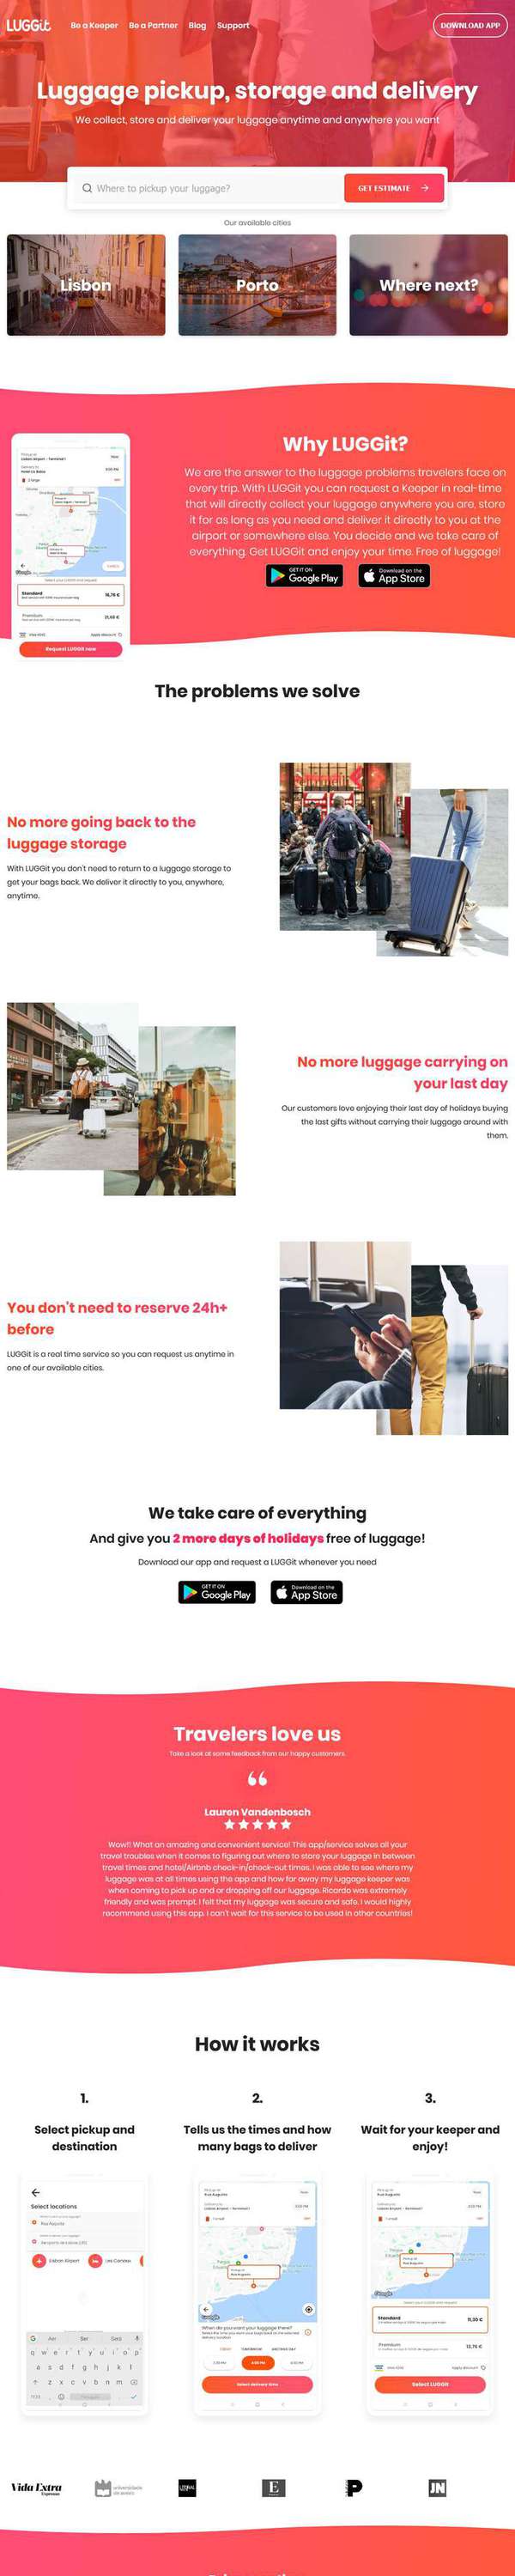 LUGGit
Be a Keeper Be a Partner Blog Support
DOWNLOAD APP
Luggage pickup, storage and delivery
We collect, store and deliver your luggage anytime and anywhere you want
Where to pickup your luggage?
GET ESTIMATE
Our available cities
Lisbon
Porto
Where next?
Why LUGGit?
We are the answer to the luggage problems travelers face on
every trip. With LUGGit you can request a Keeper in real-time
that will directly collect your luggage anywhere you are, store
it for as long as you need and deliver it directly to you at the
airport or somewhere else. You decide and we take care of
everything. Get LUGGit and enjoy your time. Free of luggage!
GET IT ON
Google Play
Download on the
App Store
Standard
Premium
Request LUGGit now
The problems we solve
No more going back to the
luggage storage
With LUGGit you don't need to return to a luggage storage to
get your bags back. We deliver it directly to you, anywhere,
anytime.
No more luggage carrying on
your last day
Our customers love enjoying their last day of holidays buying
the last gifts without carrying their luggage around with
them.
You don't need to reserve 24h+
before
LUGGit is a real time service so you can request us anytime in
one of our available cities.
We take care of everything
And give you 2 more days of holidays free of luggage!
Download our app and request a LUGGit whenever you need
GET IT ON
Google Play
Download on the
App Store
Travelers love us
Take a look at some feedback from our happy customers.
Lauren Vandenbosch
Wow!! What an amazing and convenient service! This app/service solves all your
travel troubles when it comes to figuring out where to store your luggage in between
travel times and hotel/Airbnb check-in/check-out times. I was able to see where my
luggage was at all times using the app and how far away my luggage keeper was
when coming to pick up and or dropping off our luggage. Ricardo was extremely
friendly and was prompt. I felt that my luggage was secure and safe. I would highly
recommend using this app. I can't wait for this service to be used in other countries!
How it works
1.
Select pickup and
destination
2.
Tells us the times and how
many bags to deliver
3.
Wait for your keeper and
enjoy!
Select locations
Lisbon Airport
When do you want your luggage there?
Select delivery time
Standard
11,00 €
Premium
Select LUGGit
Vida Extra
Expresso
universidade
de aveiro
E
P
JN